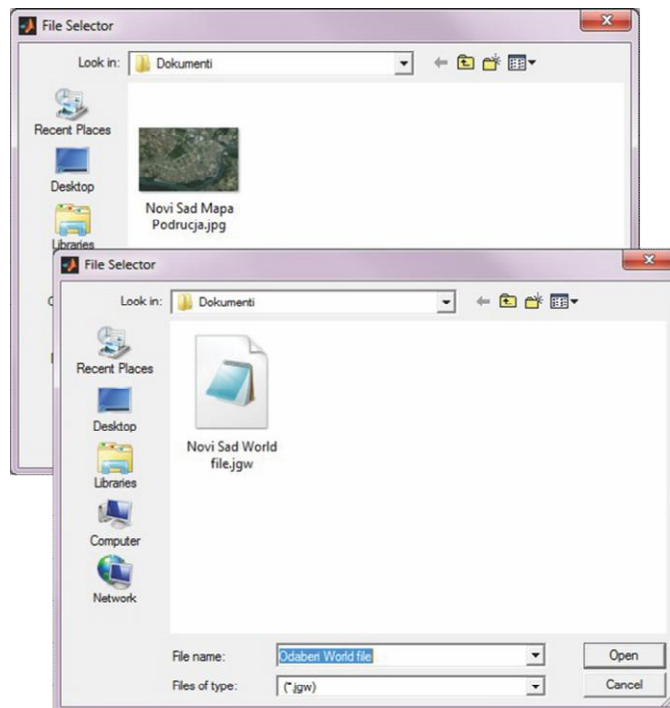 File Selector
Look in:
Dokumenti
Recent Places
Desktop
Novi Sad Mapa
Podrucja.jpg
Libraries
File Selector
Look in:
Dokumenti
Recent Places
Desktop
Novi Sad World
file.jgw
Libraries
Computer
Network
File name:
Odaberi World file
Open
Files of type:
(*.jgw)
Cancel